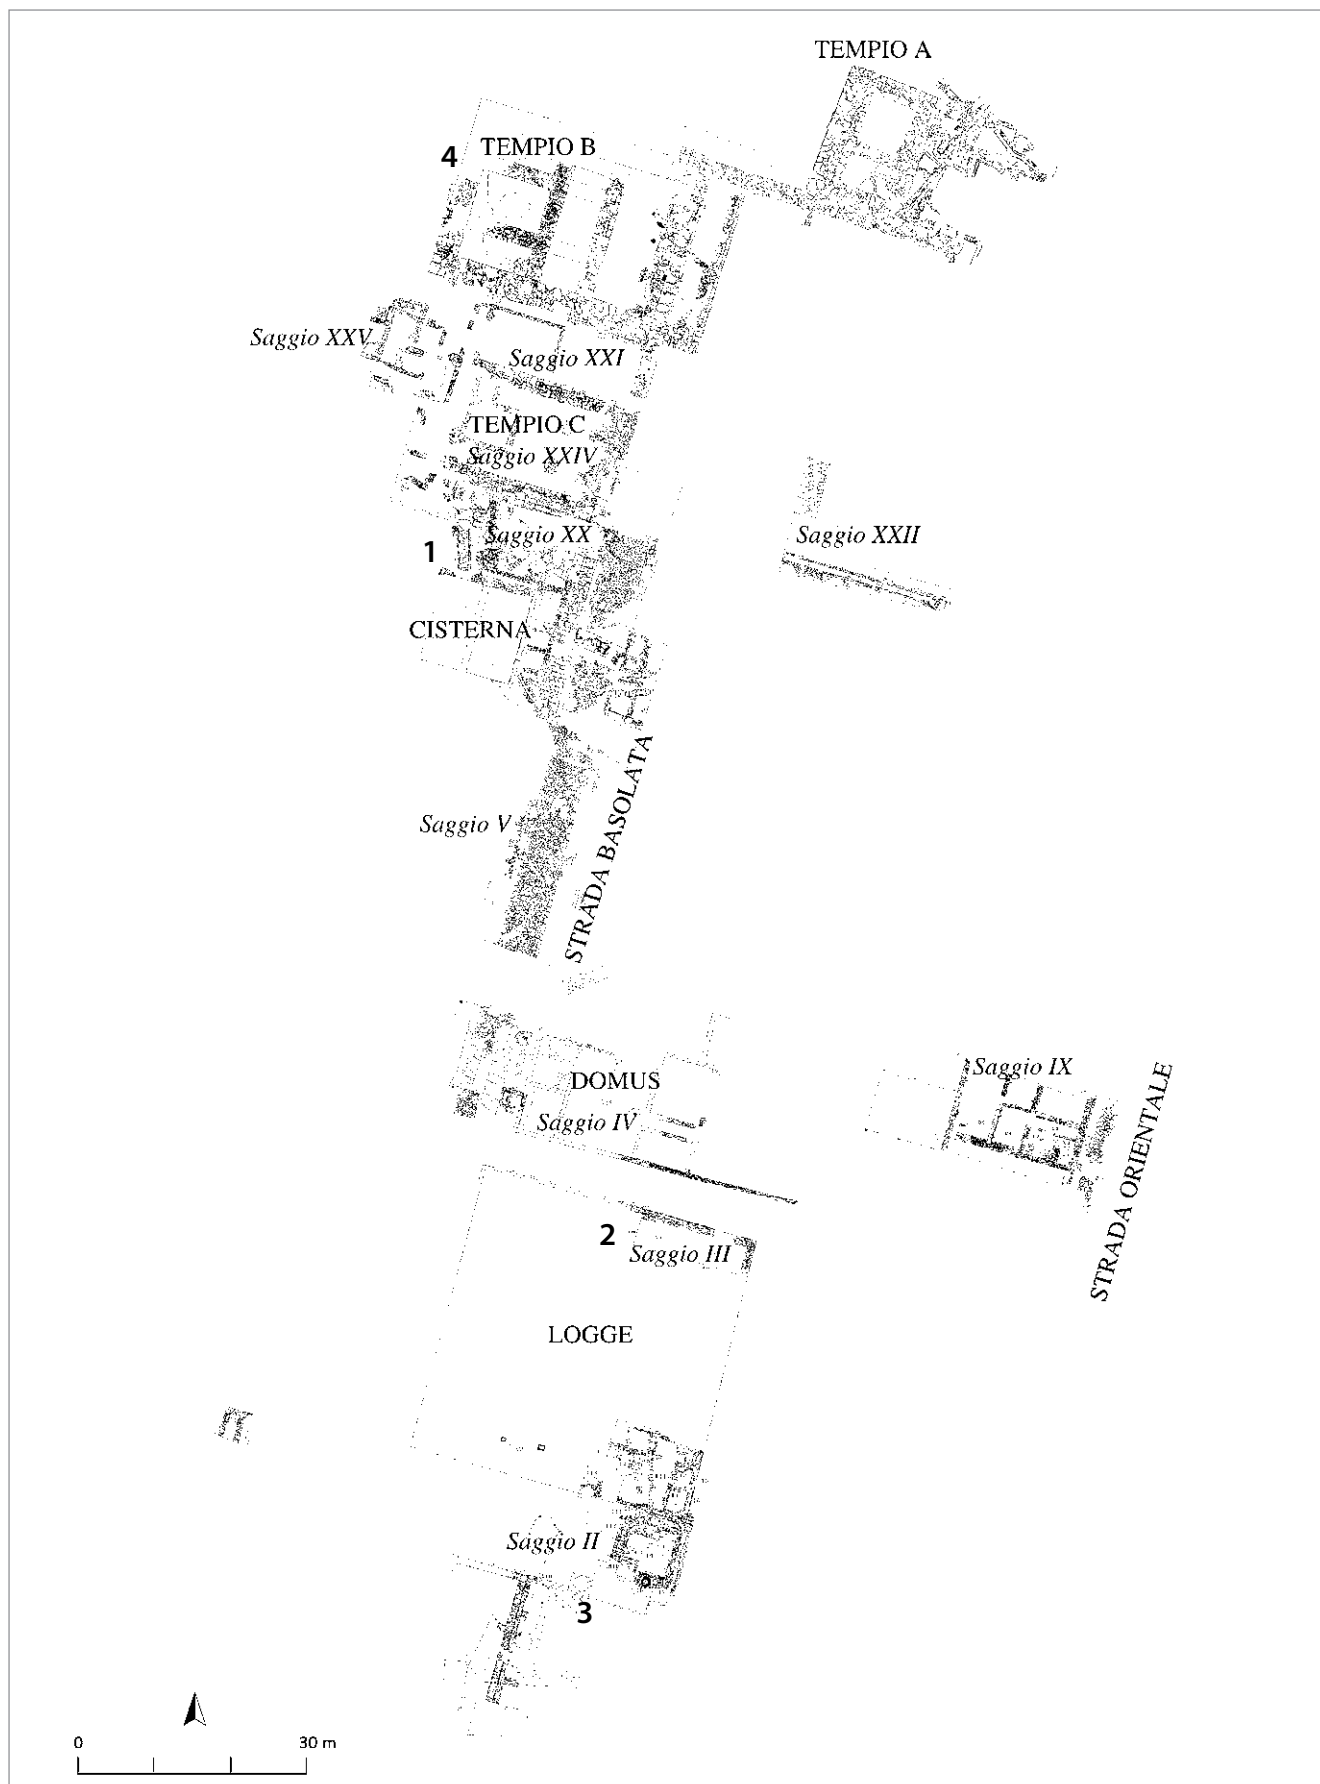 TEMPIO A
4
TEMPIO B
Saggio XXV
Saggio XXI
TEMPIO C
Saggio XXIV
Saggio XX
Saggio XXII
1
CISTERNA
STRADA BASOLATA
Saggio V
DOMUS
Saggio IX
Saggio IV
STRADA ORIENTALE
2
Saggio III
LOGGE
Saggio II
3
0
30 m